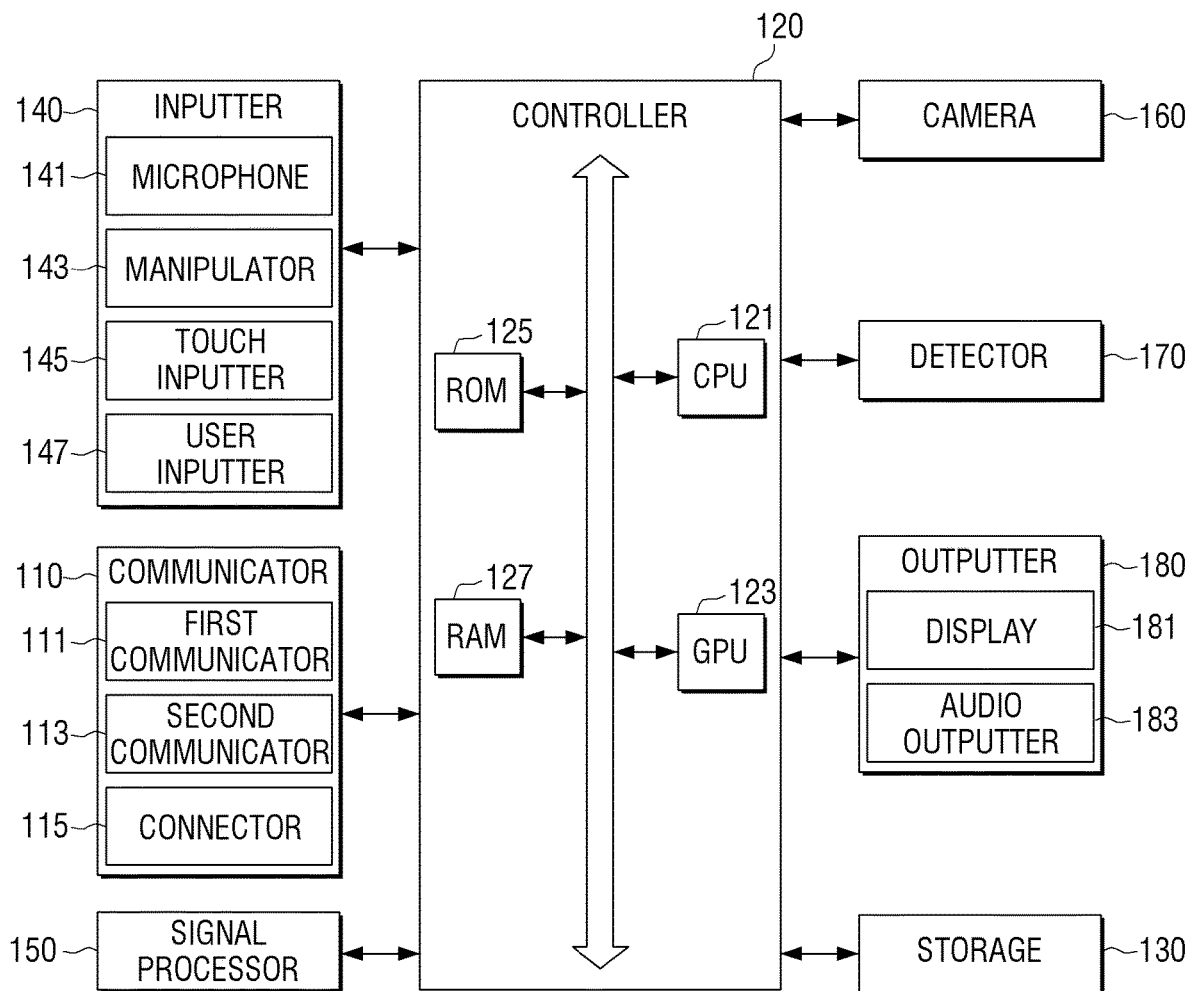 120
140
INPUTTER
141
MICROPHONE
143
MANIPULATOR
145
TOUCH
INPUTTER
147
USER
INPUTTER
110
COMMUNICATOR
111
FIRST
COMMUNICATOR
113
SECOND
COMMUNICATOR
115
CONNECTOR
150
SIGNAL
PROCESSOR
CONTROLLER
125
ROM
121
CPU
127
RAM
123
GPU
CAMERA
160
DETECTOR
170
OUTPUTTER
180
DISPLAY
181
AUDIO
OUTPUTTER
183
STORAGE
130